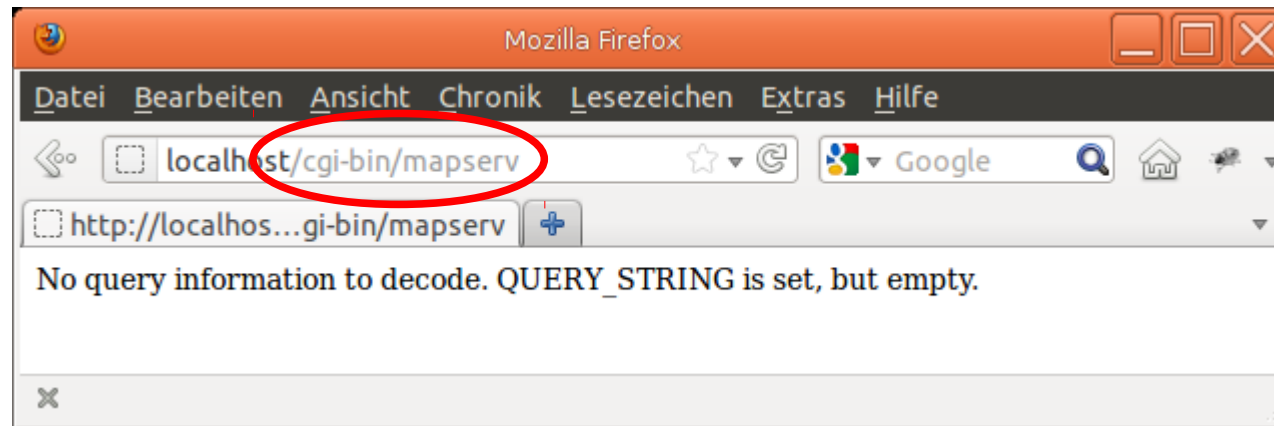 Mozilla Firefox
Datei Bearbeiten Ansicht Chronik Lesezeichen Extras Hilfe
localhost/cgi-bin/mapserv Google
http://localhos...gi-bin/mapserv
No query information to decode. QUERY_STRING is set, but empty.